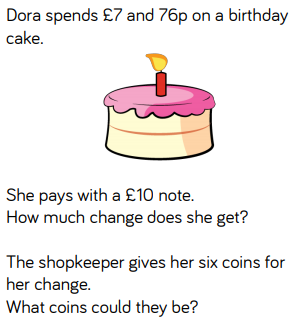 Dora spends £7 and 76p on a birthday
cake.
She pays with a £10 note.
How much change does she get?
The shopkeeper gives her six coins for
her change.
What coins could they be?